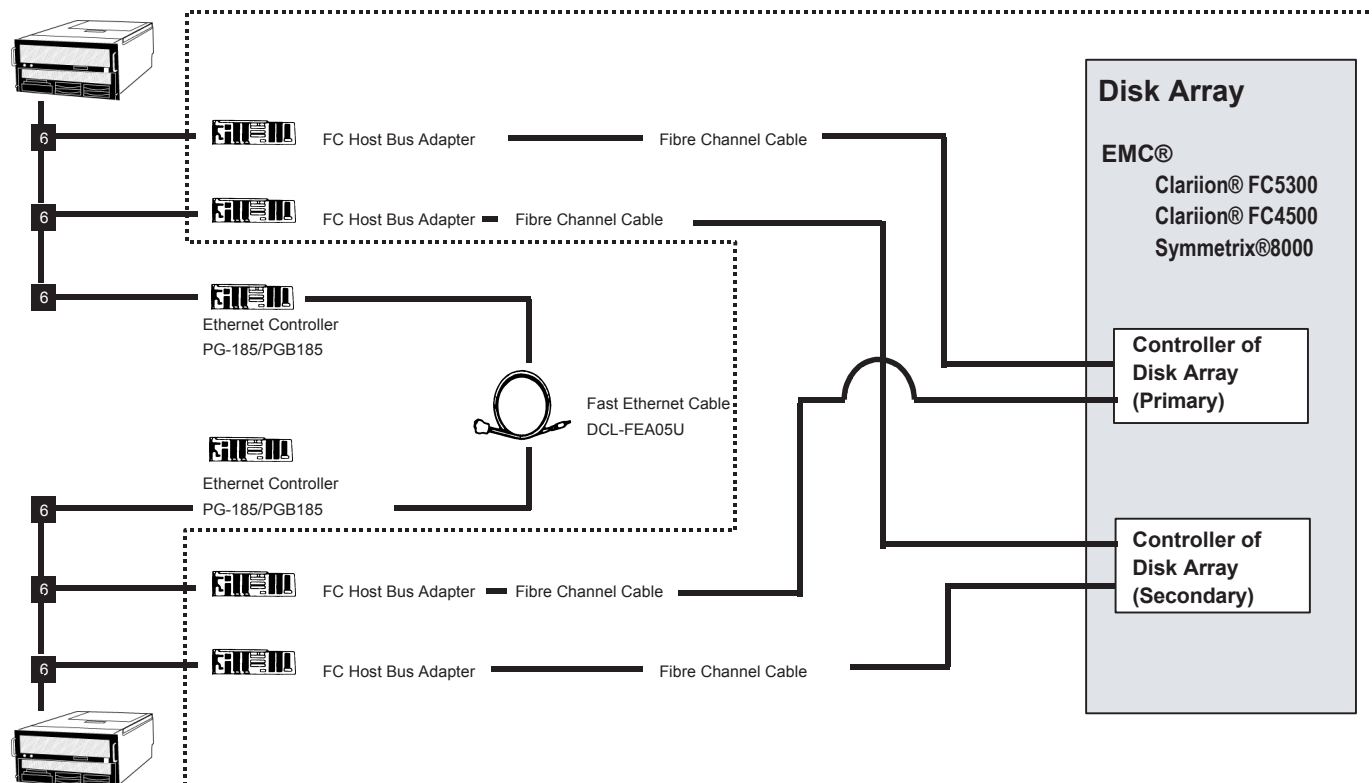 Disk Array
6
FC Host Bus Adapter
Fibre Channel Cable
EMC®
Clariion® FC5300
6
FC Host Bus Adapter
Fibre Channel Cable
Clariion® FC4500
Symmetrix®8000
6
Ethernet Controller
PG-185/PGB185
Controller of
Disk Array
(Primary)
Fast Ethernet Cable
DCL-FEA05U
Ethernet Controller
6
PG-185/PGB185
Controller of
Disk Array
(Secondary)
6
FC Host Bus Adapter
Fibre Channel Cable
6
FC Host Bus Adapter
Fibre Channel Cable